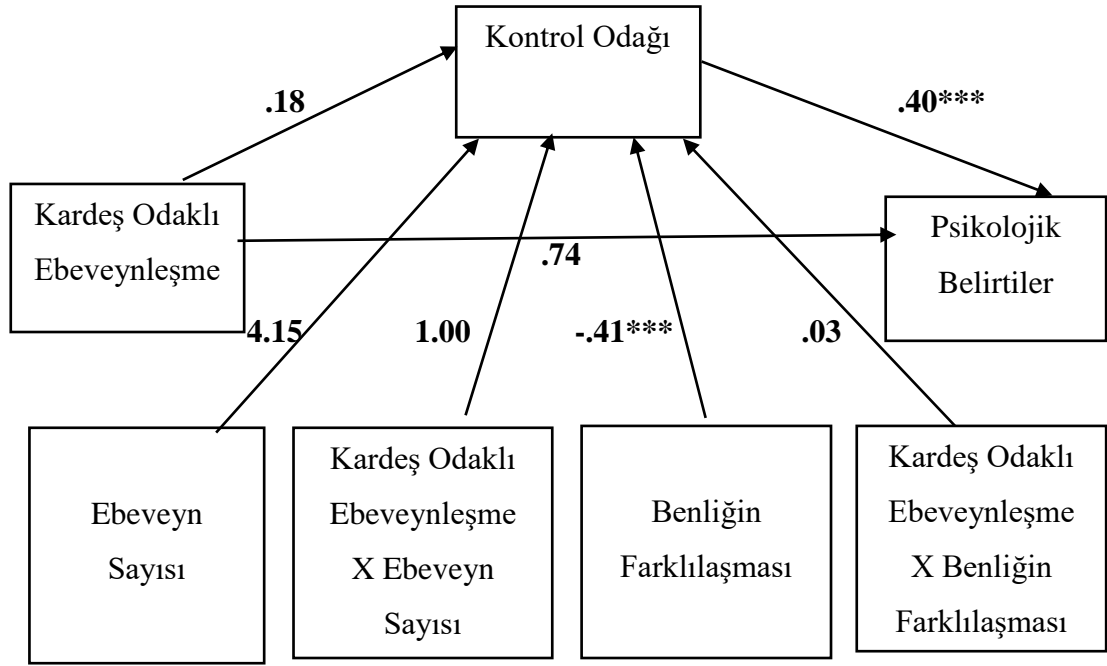 Kontrol Odağı
.18
.40***
Kardeş Odaklı
Ebeveynleşme
Psikolojik
Belirtiler
.74
4.15
1.00
-.41***
.03
Ebeveyn
Sayısı
Kardeş Odaklı
Ebeveynleşme
X Ebeveyn
Sayısı
Benliğin
Farklılaşması
Kardeş Odaklı
Ebeveynleşme
X Benliğin
Farklılaşması